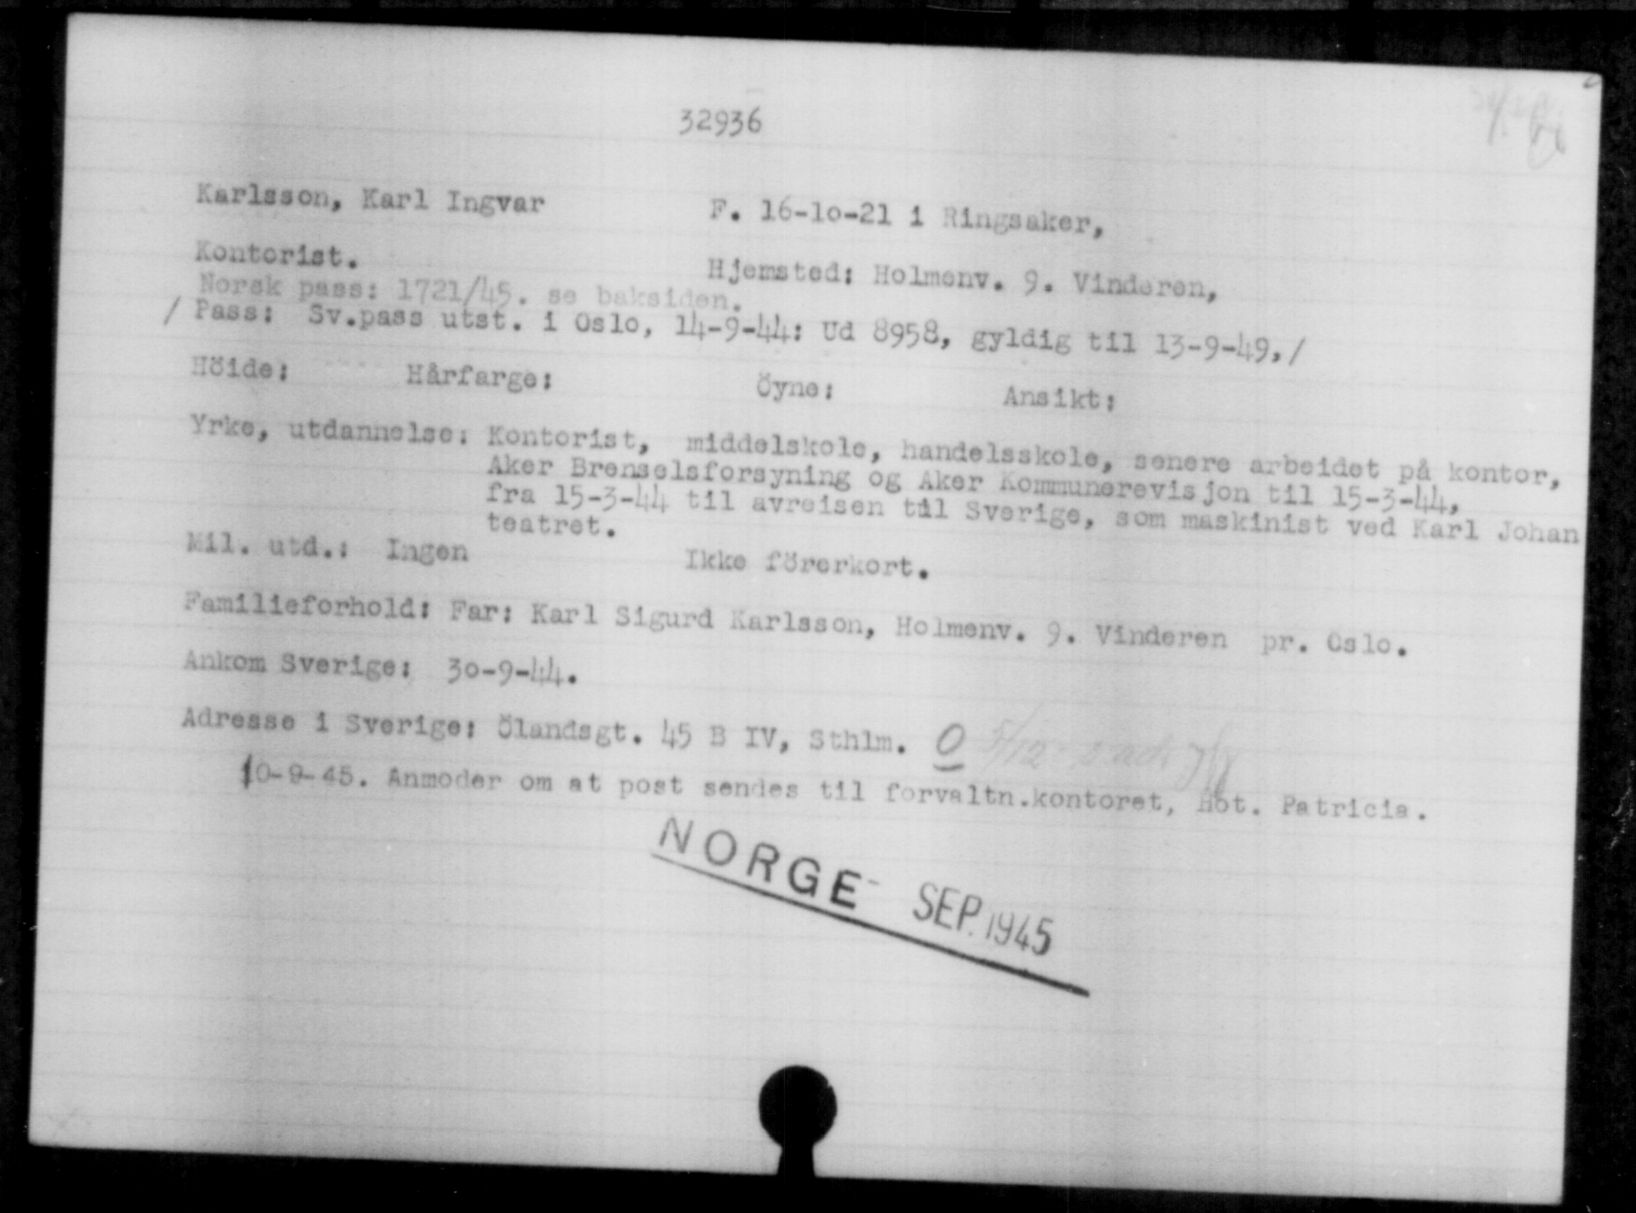 32936
Karlsson, Karl Ingvar F. 16-10-21 i Ringsaker,
Kontorist. Hjemsted: Holmenv. 9. Vinderen,
Norsk pass: 1721/45. se baksiden.
/ Pass: Sv.pass utst. i Oslo, 14-9-44: Ud 8958, gyldig til 13-9-49,/
Höide: Hårfarge: Öyne: Ansikt:
Yrke, utdannelse: Kontorist, middelskole, handelsskole, senere arbeidet på kontor,
Aker Brenselsforsyning og Aker Kommunerevisjon til 15-3-44,
fra 15-3-44 til avreisen til Sverige, som maskinist ved Karl Johan
teatret.
Mil. utd.: Ingen Ikke förerkort.
Familieforhold: Far: Karl Sigurd Karlsson, Holmenv. 9. Vinderen pr. Oslo.
Ankom Sverige: 30-9-44.
Adresse i Sverige: Ölandsgt. 45 B IV, Sthlm. O 5/12
10-9-45. Anmoder om at post sendes til forvaltn.kontoret, Hot. Patricia.
NORGE - SEP. 1945